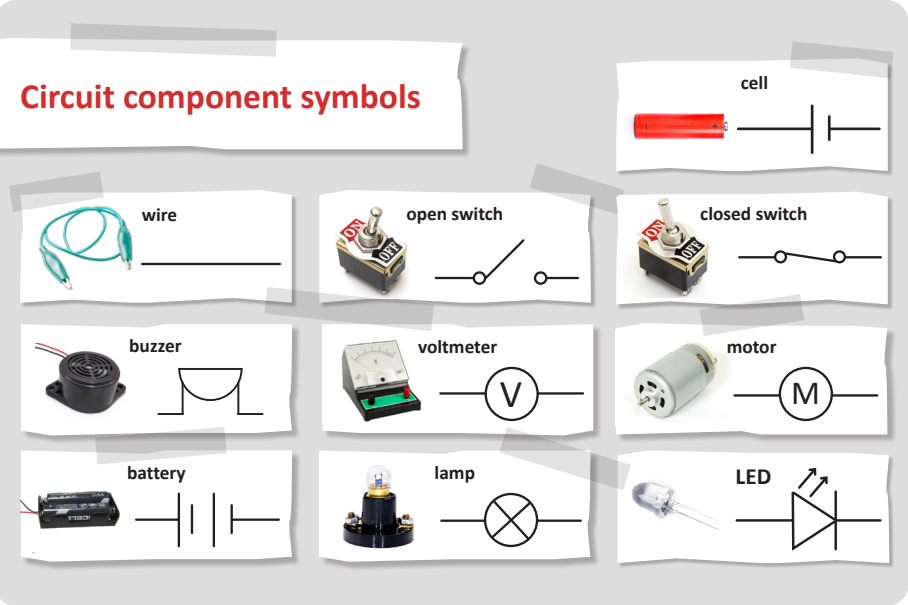 Circuit component symbols
cell
wire
open switch
ON
OFF
closed switch
ON
OFF
buzzer
voltmeter
V
V
motor
M
battery
lamp
LED